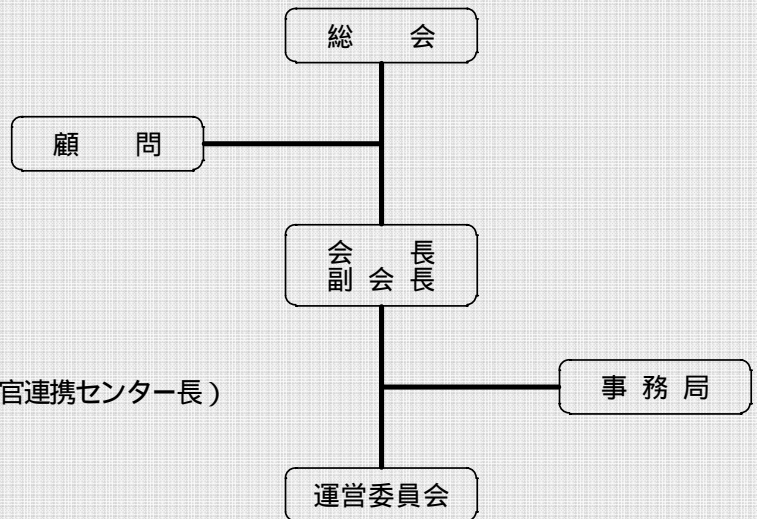 総　会
顧　問
会　長
副 会 長
官連携センター長）
事 務 局
運営委員会